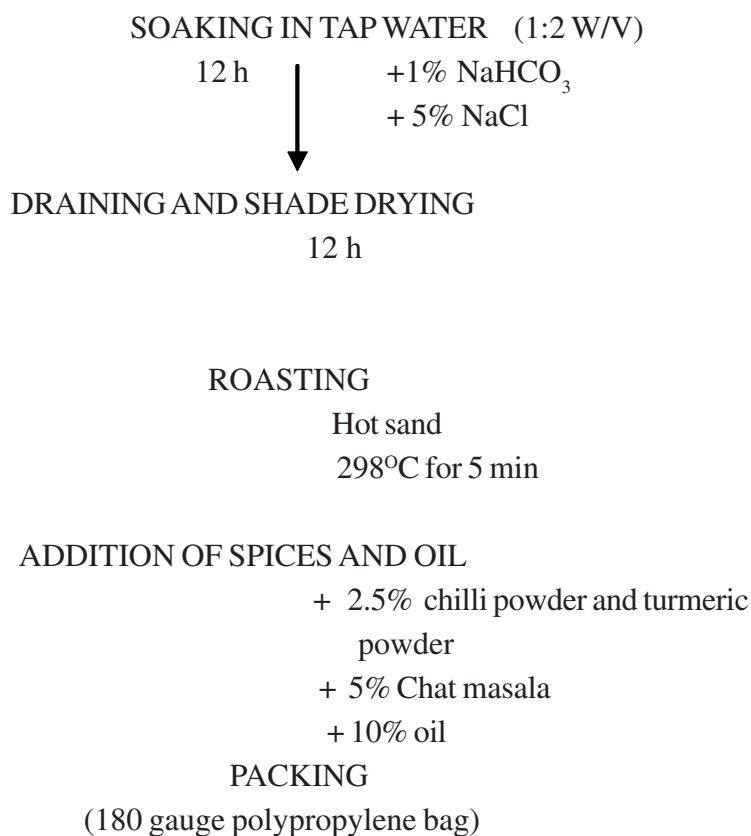 SOAKING IN TAP WATER (1:2 W/V)
12 h +1% NaHCO₃
+ 5% NaCl
DRAINING AND SHADE DRYING
12 h
ROASTING
Hot sand
298ᴼC for 5 min
ADDITION OF SPICES AND OIL
+ 2.5% chilli powder and turmeric
powder
+ 5% Chat masala
+ 10% oil
PACKING
(180 gauge polypropylene bag)